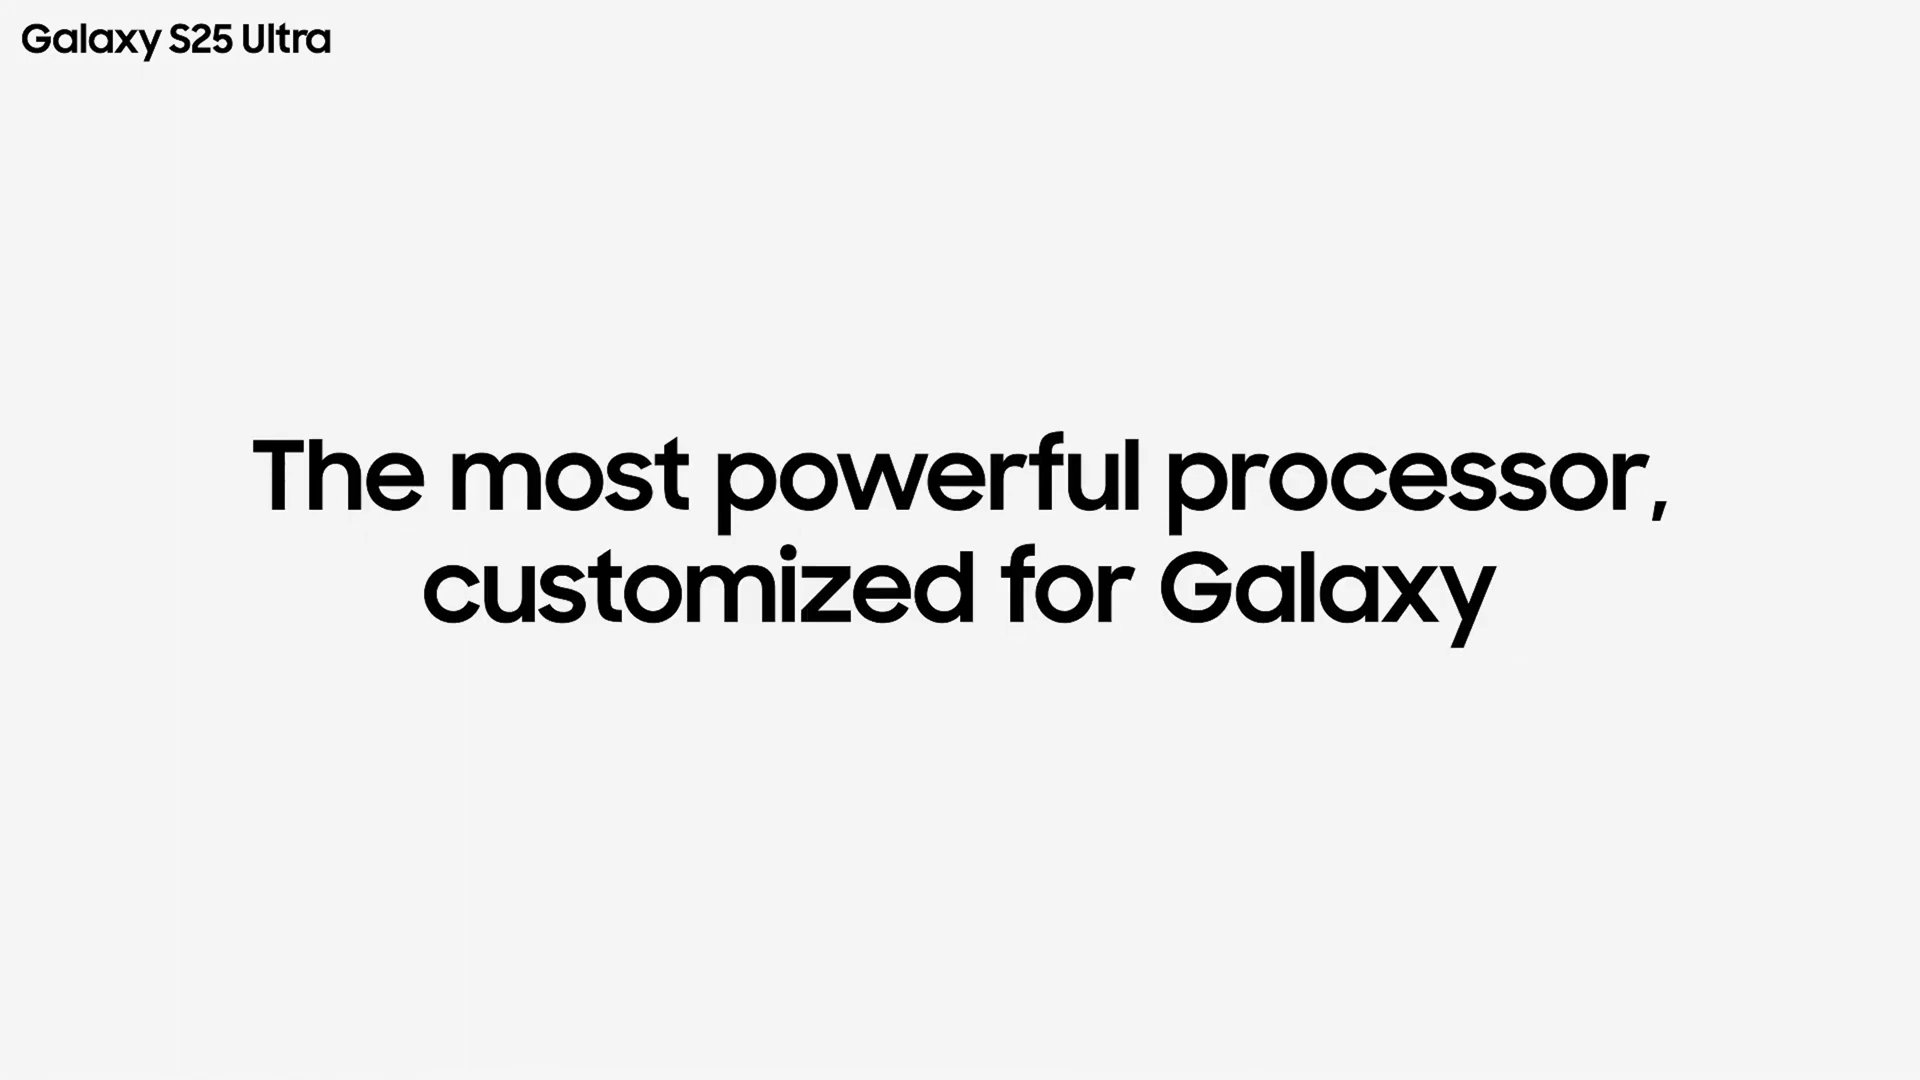 Galaxy S25 Ultra
The most powerful processor,
customized for Galaxy